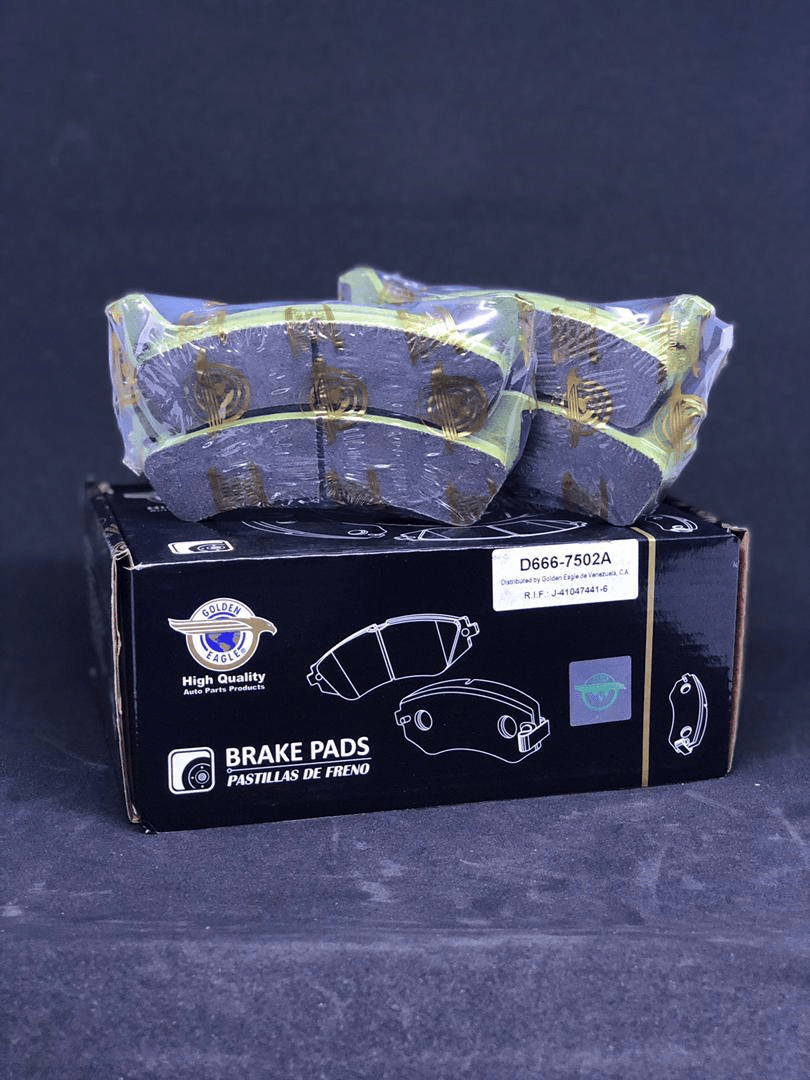 D666-7502A
Distributed by Golden Eagle de Venezuela, C.A.
R.I.F.: J-41047441-6
GOLDEN
EAGLE®
High Quality
Auto Parts Products
BRAKE PADS
PASTILLAS DE FRENO